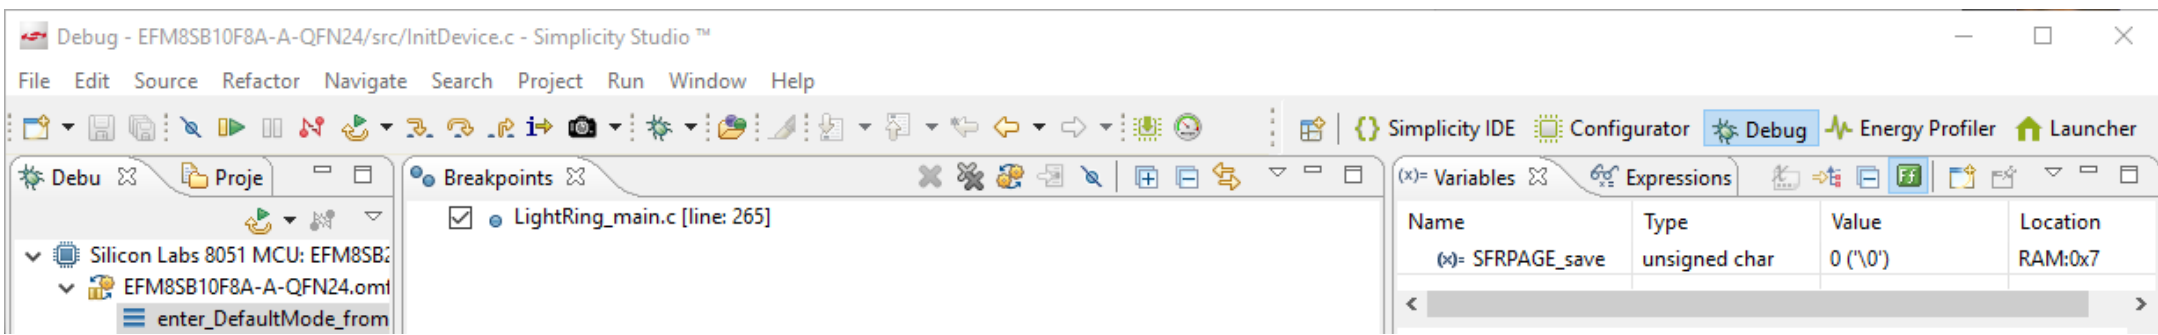 Debug - EFM8SB10F8A-A-QFN24/src/InitDevice.c - Simplicity Studio ™
File Edit Source Refactor Navigate Search Project Run Window Help
Simplicity IDE Configurator Debug Energy Profiler Launcher
Debu Proje Breakpoints (x)= Variables Expressions
LightRing_main.c [line: 265]
Name Type Value Location
Silicon Labs 8051 MCU: EFM8SB2
(x)= SFRPAGE_save unsigned char 0 ('\0') RAM:0x7
EFM8SB10F8A-A-QFN24.omf
enter_DefaultMode_from